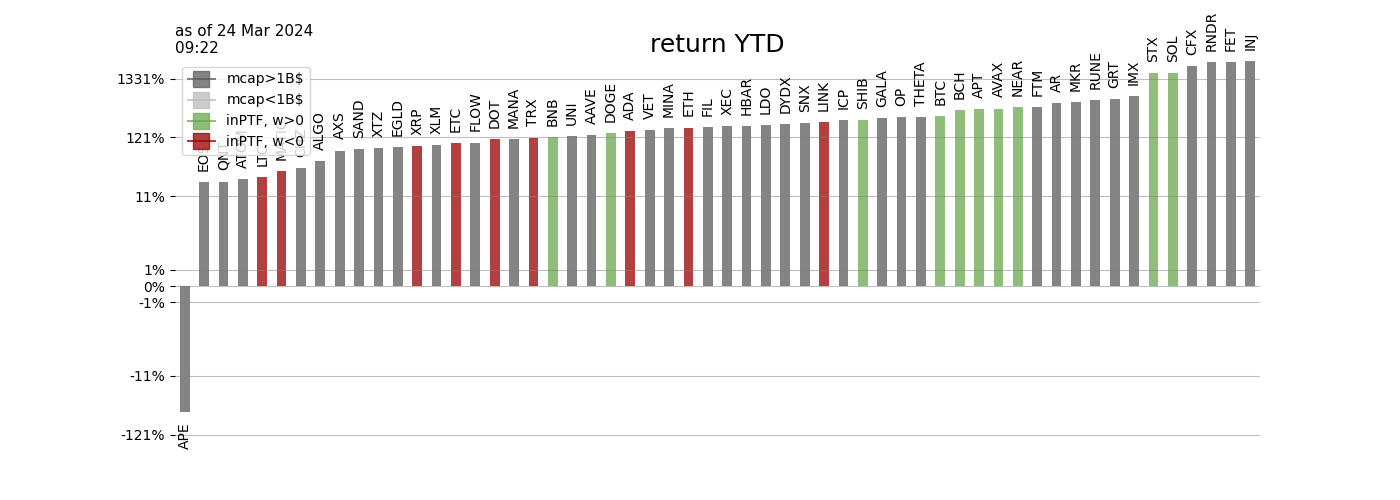 as of 24 Mar 2024
09:22
return YTD
mcap>1B$
mcap<1B$
inPTF, w>0
inPTF, w<0
1331%
121%
11%
1%
0%
-1%
-11%
-121%
APE
EOS
QNT
ATOM
LTC
MATIC
ALGO
AXS
SAND
XTZ
EGLD
XRP
XLM
ETC
FLOW
DOT
MANA
TRX
BNB
UNI
AAVE
DOGE
ADA
VET
MINA
ETH
FIL
XEC
HBAR
LDO
DYDX
SNX
LINK
ICP
SHIB
GALA
OP
THETA
BTC
BCH
APT
AVAX
NEAR
FTM
AR
MKR
RUNE
GRT
IMX
STX
SOL
CFX
RNDR
FET
INJ